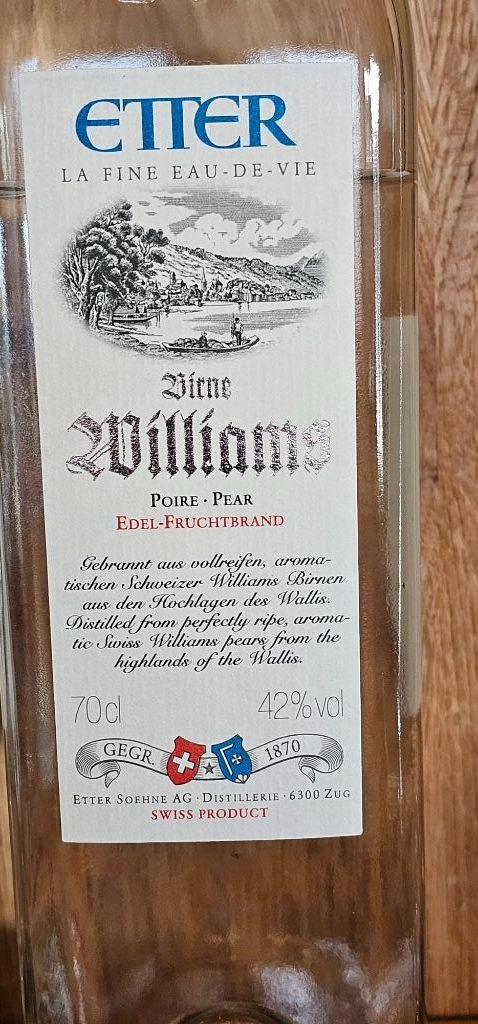 ETTER
LA FINE EAU-DE-VIE
Birne
Williams
POIRE · PEAR
EDEL-FRUCHTBRAND
Gebrannt aus vollreifen, aroma-
tischen Schweizer Williams Birnen
aus den Hochlagen des Wallis.
Distilled from perfectly ripe, aroma-
tic Swiss Williams pears from the
highlands of the Wallis.
70cl 42%vol
GEGR. 1870
ETTER SOEHNE AG · DISTILLERIE · 6300 ZUG
SWISS PRODUCT